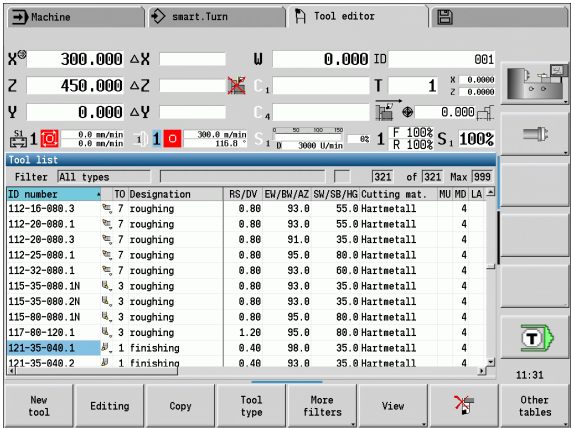 Machine smart.Turn Tool editor
X 300.000 ΔX W 0.000 ID 001
Z 450.000 ΔZ C 1 T 1 X 0.0000 Z 0.0000
Y 0.000 ΔY C 4 0.000
S1 1 0.0 mm/min 0.0 mm/min 1 1 300.0 m/min 116.8 ° S 1 0 50 100 150 D 3000 U/min 0% 1 F 100% R 100% S 1 100%
Tool list
Filter All types 321 of 321 Max 999
ID number TO Designation RS/DV EW/BW/AZ SW/SB/HG Cutting mat. MU MD LA
112-16-080.3 7 roughing 0.80 93.0 55.0 Hartmetall 4
112-20-080.1 7 roughing 0.80 93.0 55.0 Hartmetall 4
112-20-080.3 7 roughing 0.80 91.0 35.0 Hartmetall 4
112-25-080.1 7 roughing 0.80 95.0 80.0 Hartmetall 4
112-32-080.1 7 roughing 0.80 93.0 60.0 Hartmetall 4
115-35-080.1N 3 roughing 0.80 93.0 35.0 Hartmetall 4
115-35-080.2N 3 roughing 0.80 93.0 35.0 Hartmetall 4
115-80-080.1N 3 roughing 0.80 95.0 80.0 Hartmetall 4
117-80-120.1 3 roughing 1.20 95.0 80.0 Hartmetall 4
121-35-040.1 1 finishing 0.40 98.0 35.0 Hartmetall 4
121-35-040.2 1 finishing 0.40 93.0 35.0 Hartmetall 4
T
11:31
New tool
Editing
Copy
Tool type
More filters
View
Other tables